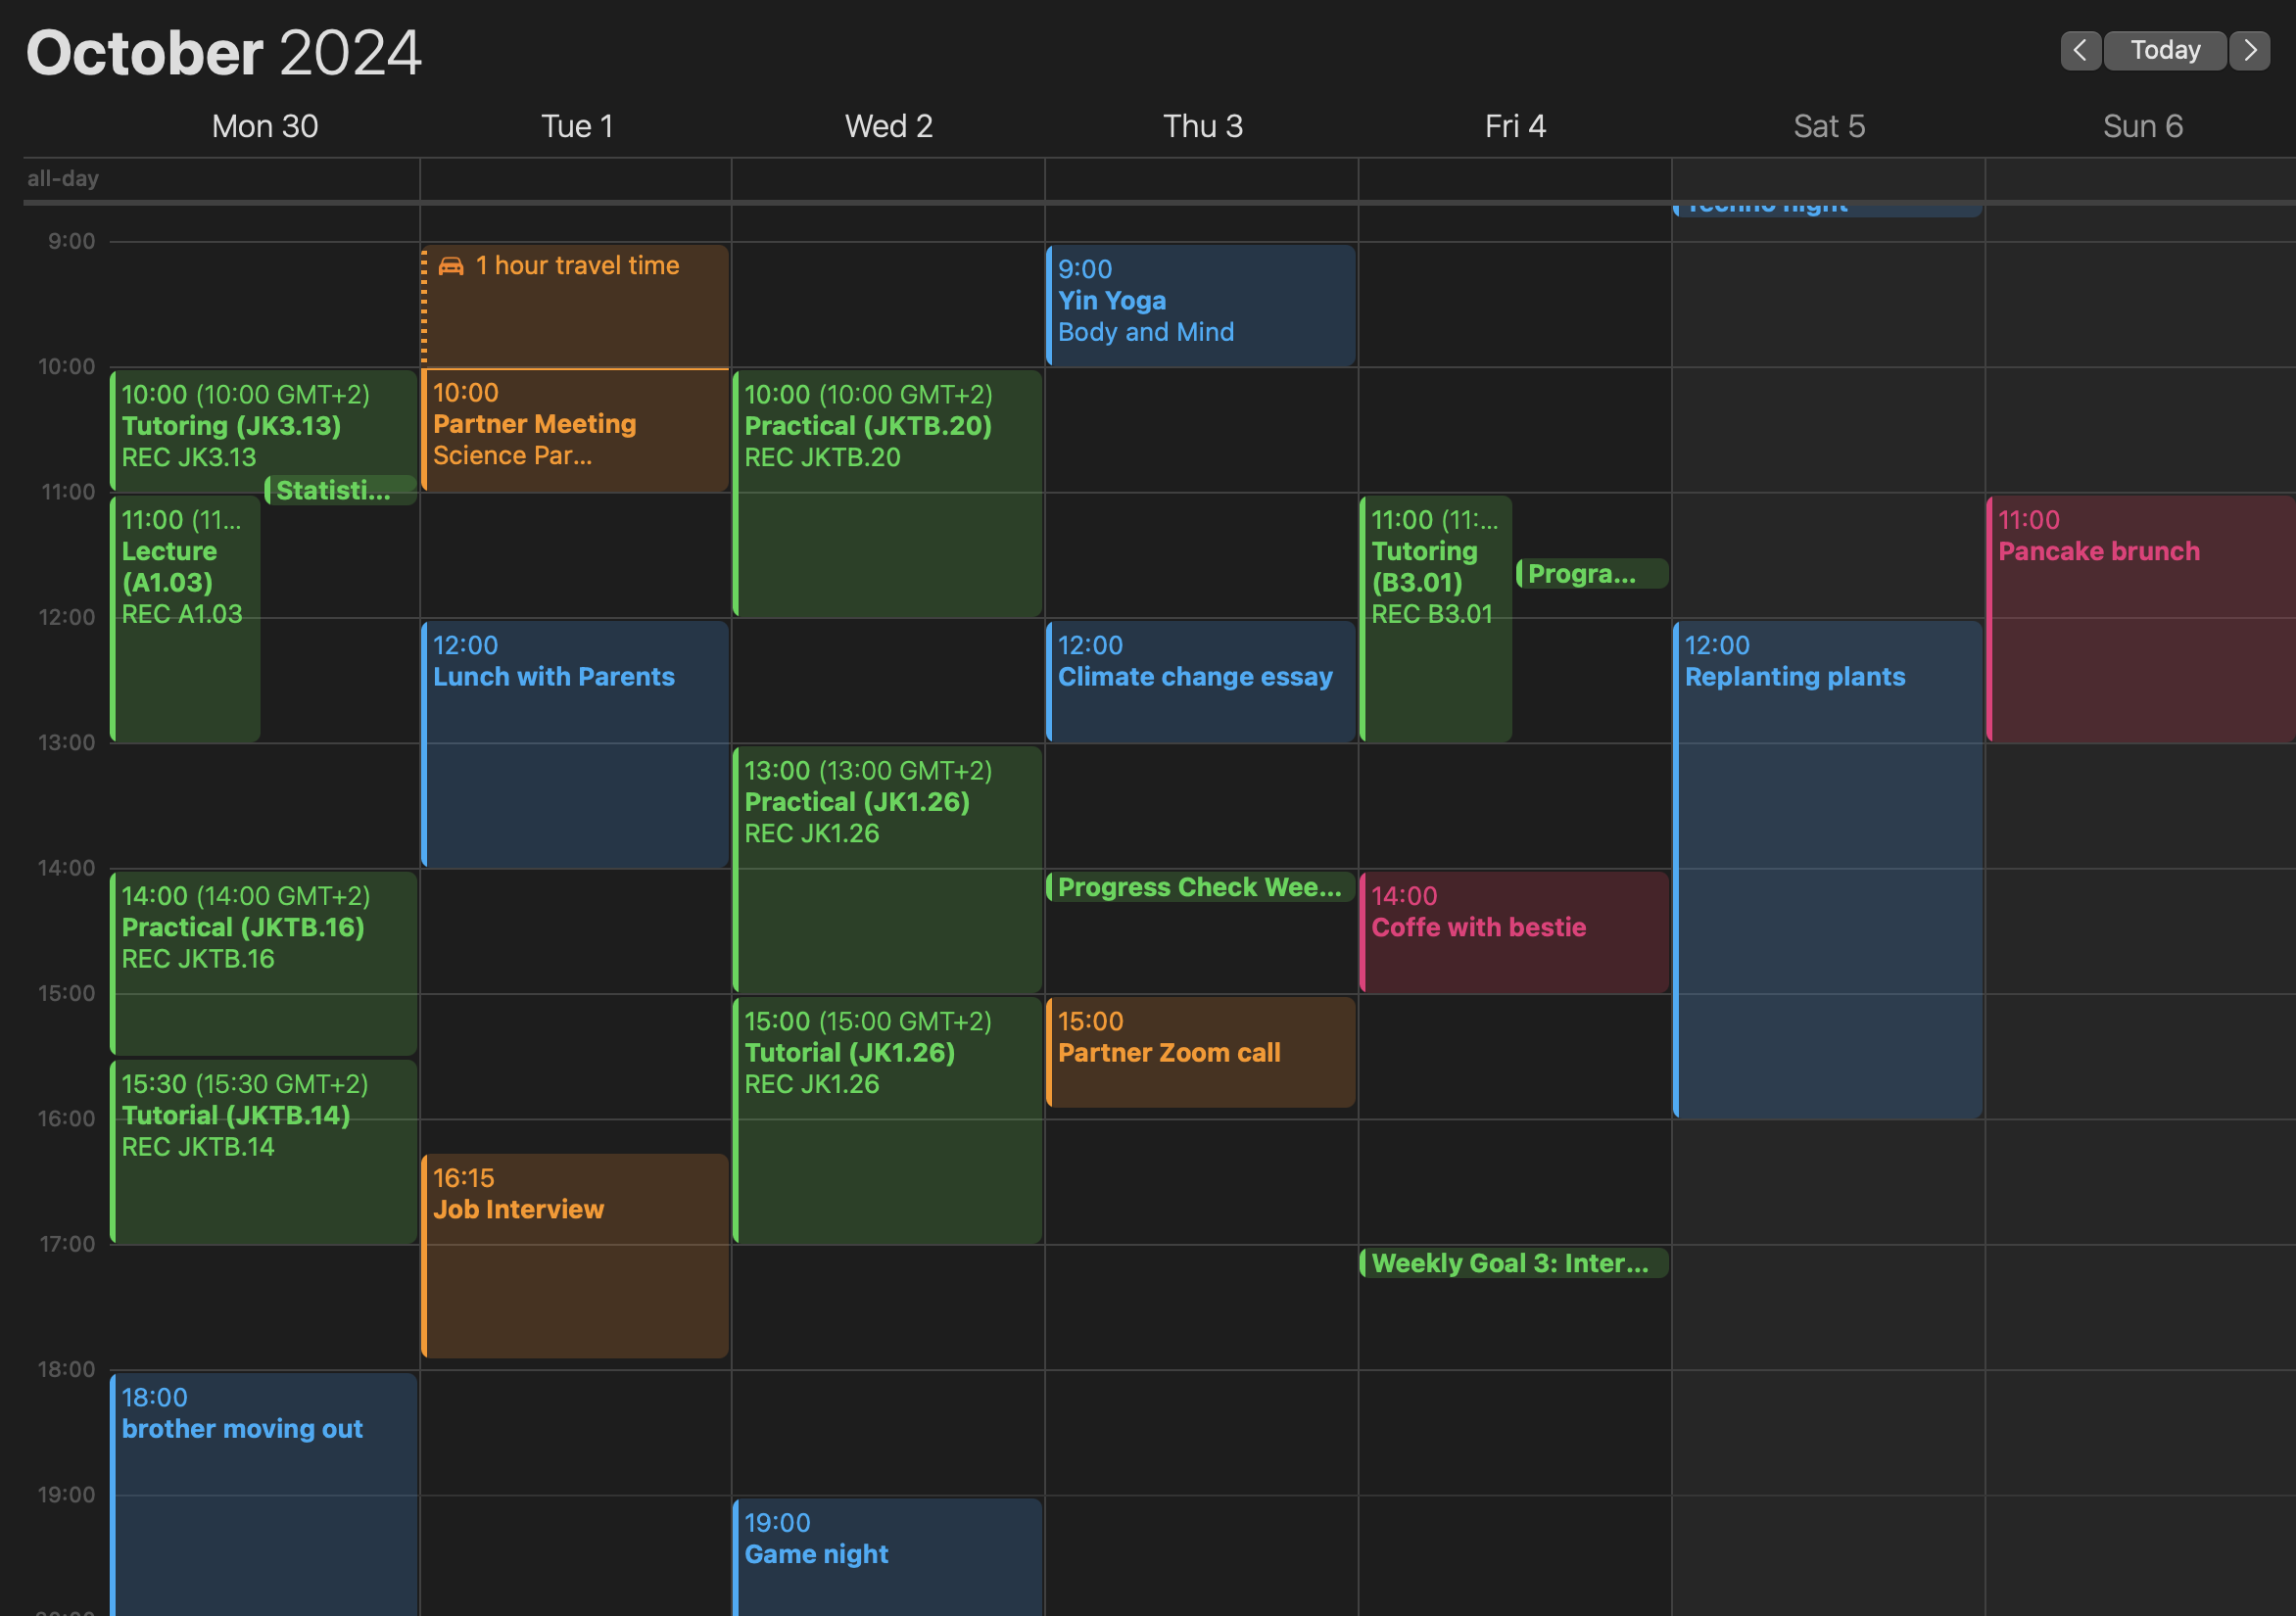 October 2024
Today
Mon 30
Tue 1
Wed 2
Thu 3
Fri 4
Sat 5
Sun 6
all-day
9:00
10:00
11:00
12:00
13:00
14:00
15:00
16:00
17:00
18:00
19:00
10:00 (10:00 GMT+2)
Tutoring (JK3.13)
REC JK3.13
Statisti...
11:00 (11...
Lecture
(A1.03)
REC A1.03
14:00 (14:00 GMT+2)
Practical (JKTB.16)
REC JKTB.16
15:30 (15:30 GMT+2)
Tutorial (JKTB.14)
REC JKTB.14
18:00
brother moving out
1 hour travel time
10:00
Partner Meeting
Science Par...
12:00
Lunch with Parents
16:15
Job Interview
10:00 (10:00 GMT+2)
Practical (JKTB.20)
REC JKTB.20
13:00 (13:00 GMT+2)
Practical (JK1.26)
REC JK1.26
15:00 (15:00 GMT+2)
Tutorial (JK1.26)
REC JK1.26
19:00
Game night
9:00
Yin Yoga
Body and Mind
12:00
Climate change essay
Progress Check Wee...
15:00
Partner Zoom call
11:00 (11:...
Tutoring
(B3.01)
REC B3.01
Progra...
14:00
Coffe with bestie
Weekly Goal 3: Inter...
Techno night
12:00
Replanting plants
11:00
Pancake brunch